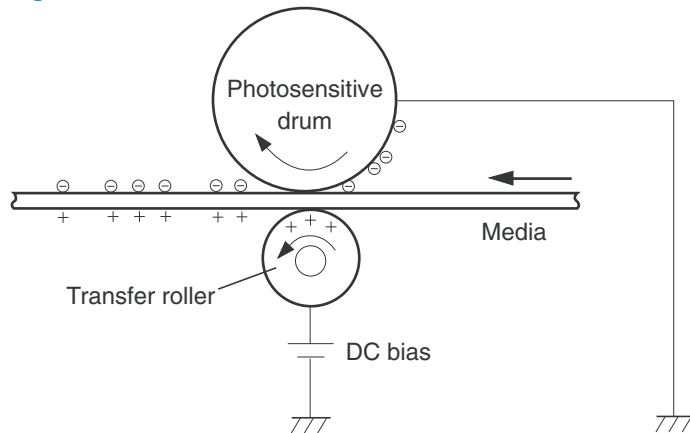 Photosensitive
drum
Media
Transfer roller
DC bias